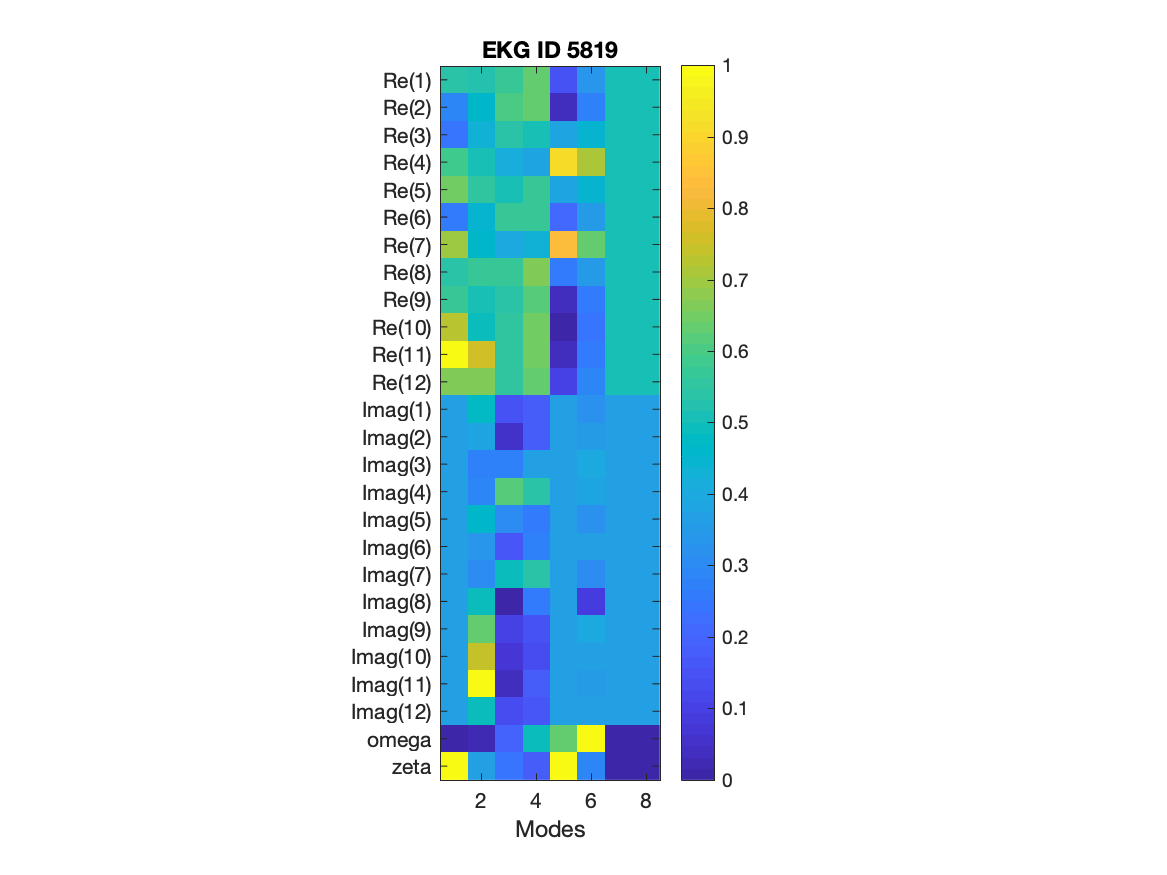 EKG ID 5819
Re(1)
Re(2)
Re(3)
Re(4)
Re(5)
Re(6)
Re(7)
Re(8)
Re(9)
Re(10)
Re(11)
Re(12)
Imag(1)
Imag(2)
Imag(3)
Imag(4)
Imag(5)
Imag(6)
Imag(7)
Imag(8)
Imag(9)
Imag(10)
Imag(11)
Imag(12)
omega
zeta
2 4 6 8
Modes
1
0.9
0.8
0.7
0.6
0.5
0.4
0.3
0.2
0.1
0